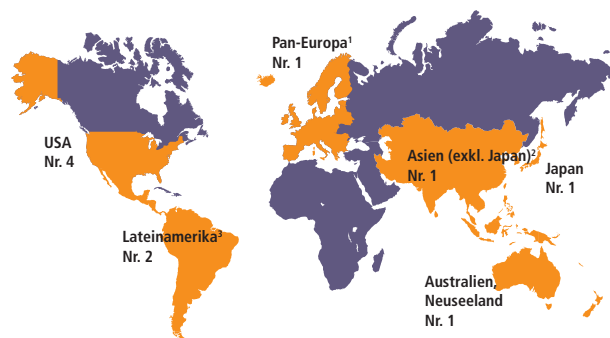 Pan-Europa¹
Nr. 1
USA
Nr. 4
Asien (exkl. Japan)²
Nr. 1
Japan
Nr. 1
Lateinamerika³
Nr. 2
Australien,
Neuseeland
Nr. 1